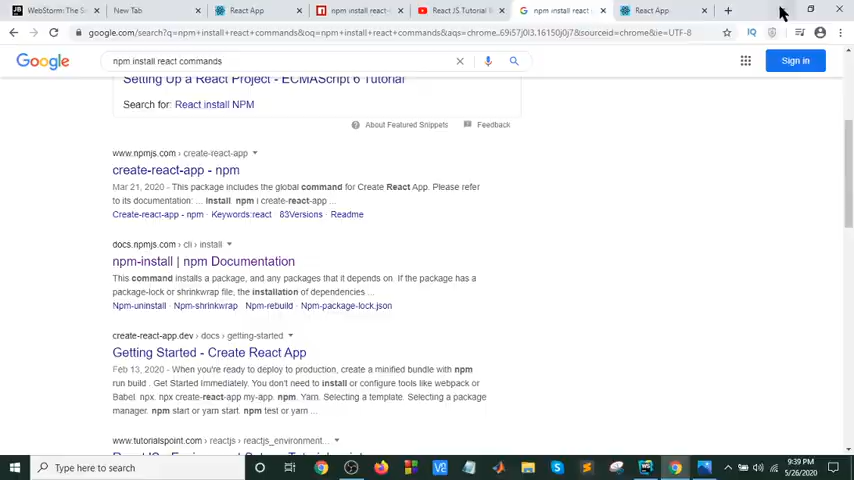 WebStorm: The S
New Tab
React App
npm install react-
React JS Tutorial
npm install react
React App
google.com/search?q=npm+install+react+commands&oq=npm+install+react+commands&aqs=chrome..69i57j0l3.16150j0j7&sourceid=chrome&ie=UTF-8
Google
npm install react commands
Sign in
Setting Up a React Project - ECMAScript 6 Tutorial
Search for: React install NPM
About Featured Snippets
Feedback
www.npmjs.com › create-react-app
create-react-app - npm
Mar 21, 2020 - This package includes the global command for Create React App. Please refer
to its documentation: ... Install. npm i create-react-app ...
Create-react-app - npm · Keywords:react · 83Versions · Readme
docs.npmjs.com › cli › install
npm-install | npm Documentation
This command installs a package, and any packages that it depends on. If the package has a
package-lock or shrinkwrap file, the installation of dependencies ...
Npm-uninstall · Npm-shrinkwrap · Npm-rebuild · Npm-package-lock.json
create-react-app.dev › docs › getting-started
Getting Started - Create React App
Feb 13, 2020 - When you're ready to deploy to production, create a minified bundle with npm
run build . Get Started Immediately. You don't need to install or configure tools like webpack or
Babel. npx. npx create-react-app my-app. npm. Yarn. Selecting a template. Selecting a package
manager. npm start or yarn start. npm test or yarn ...
www.tutorialspoint.com › reactjs › reactjs_environment...
Type here to search
9:39 PM
5/26/2020